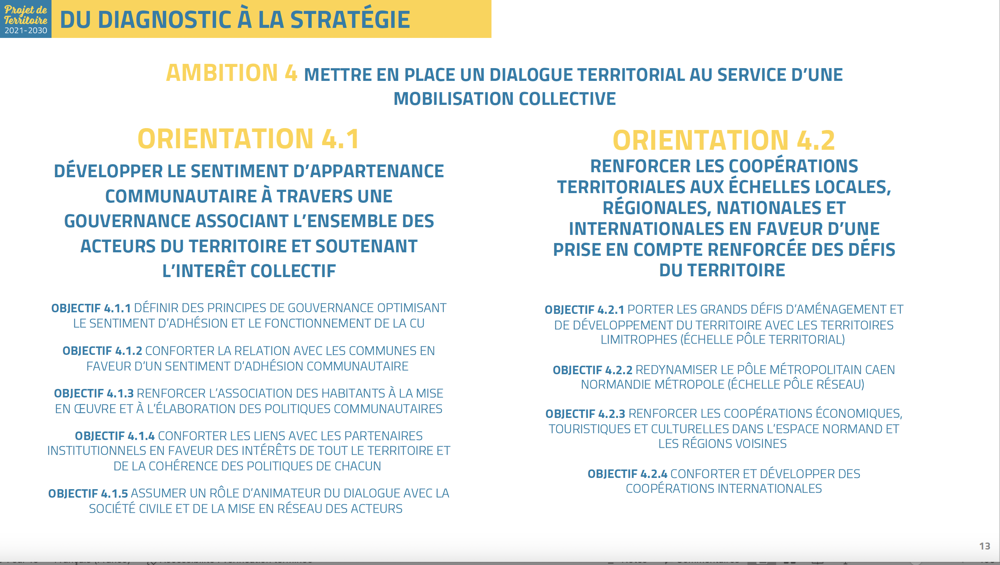 Projet de
Territoire
2021-2030
DU DIAGNOSTIC À LA STRATÉGIE
AMBITION 4 METTRE EN PLACE UN DIALOGUE TERRITORIAL AU SERVICE D’UNE
MOBILISATION COLLECTIVE
ORIENTATION 4.1
DÉVELOPPER LE SENTIMENT D’APPARTENANCE
COMMUNAUTAIRE À TRAVERS UNE
GOUVERNANCE ASSOCIANT L’ENSEMBLE DES
ACTEURS DU TERRITOIRE ET SOUTENANT
L’INTERÊT COLLECTIF
OBJECTIF 4.1.1 DÉFINIR DES PRINCIPES DE GOUVERNANCE OPTIMISANT
LE SENTIMENT D’ADHÉSION ET LE FONCTIONNEMENT DE LA CU
OBJECTIF 4.1.2 CONFORTER LA RELATION AVEC LES COMMUNES EN
FAVEUR D’UN SENTIMENT D’ADHÉSION COMMUNAUTAIRE
OBJECTIF 4.1.3 RENFORCER L’ASSOCIATION DES HABITANTS À LA MISE
EN ŒUVRE ET À L’ÉLABORATION DES POLITIQUES COMMUNAUTAIRES
OBJECTIF 4.1.4 CONFORTER LES LIENS AVEC LES PARTENAIRES
INSTITUTIONNELS EN FAVEUR DES INTÉRÊTS DE TOUT LE TERRITOIRE ET
DE LA COHÉRENCE DES POLITIQUES DE CHACUN
OBJECTIF 4.1.5 ASSUMER UN RÔLE D’ANIMATEUR DU DIALOGUE AVEC LA
SOCIÉTÉ CIVILE ET DE LA MISE EN RÉSEAU DES ACTEURS
ORIENTATION 4.2
RENFORCER LES COOPÉRATIONS
TERRITORIALES AUX ÉCHELLES LOCALES,
RÉGIONALES, NATIONALES ET
INTERNATIONALES EN FAVEUR D’UNE
PRISE EN COMPTE RENFORCÉE DES DÉFIS
DU TERRITOIRE
OBJECTIF 4.2.1 PORTER LES GRANDS DÉFIS D’AMÉNAGEMENT ET
DE DÉVELOPPEMENT DU TERRITOIRE AVEC LES TERRITOIRES
LIMITROPHES (ÉCHELLE PÔLE TERRITORIAL)
OBJECTIF 4.2.2 REDYNAMISER LE PÔLE MÉTROPOLITAIN CAEN
NORMANDIE MÉTROPOLE (ÉCHELLE PÔLE RÉSEAU)
OBJECTIF 4.2.3 RENFORCER LES COOPÉRATIONS ÉCONOMIQUES,
TOURISTIQUES ET CULTURELLES DANS L’ESPACE NORMAND ET
LES RÉGIONS VOISINES
OBJECTIF 4.2.4 CONFORTER ET DÉVELOPPER DES
COOPÉRATIONS INTERNATIONALES
13